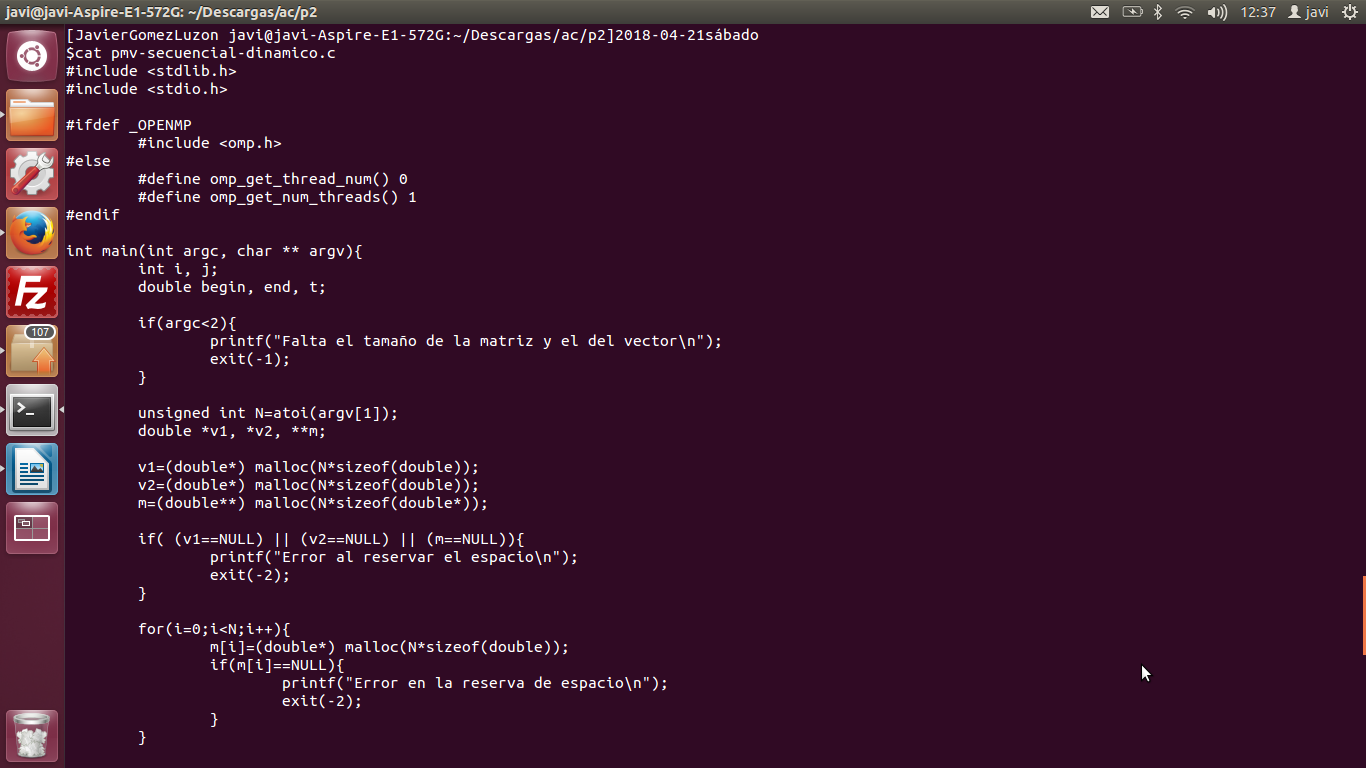 javi@javi-Aspire-E1-572G: ~/Descargas/ac/p2
12:37 javi
[JavierGomezLuzon javi@javi-Aspire-E1-572G:~/Descargas/ac/p2]2018-04-21sábado
$cat pmv-secuencial-dinamico.c
#include <stdlib.h>
#include <stdio.h>
#ifdef _OPENMP
#include <omp.h>
#else
#define omp_get_thread_num() 0
#define omp_get_num_threads() 1
#endif
int main(int argc, char ** argv){
int i, j;
double begin, end, t;
if(argc<2){
printf("Falta el tamaño de la matriz y el del vector\n");
exit(-1);
}
unsigned int N=atoi(argv[1]);
double *v1, *v2, **m;
v1=(double*) malloc(N*sizeof(double));
v2=(double*) malloc(N*sizeof(double));
m=(double**) malloc(N*sizeof(double*));
if( (v1==NULL) || (v2==NULL) || (m==NULL)){
printf("Error al reservar el espacio\n");
exit(-2);
}
for(i=0;i<N;i++){
m[i]=(double*) malloc(N*sizeof(double));
if(m[i]==NULL){
printf("Error en la reserva de espacio\n");
exit(-2);
}
}
Fz
107
>_